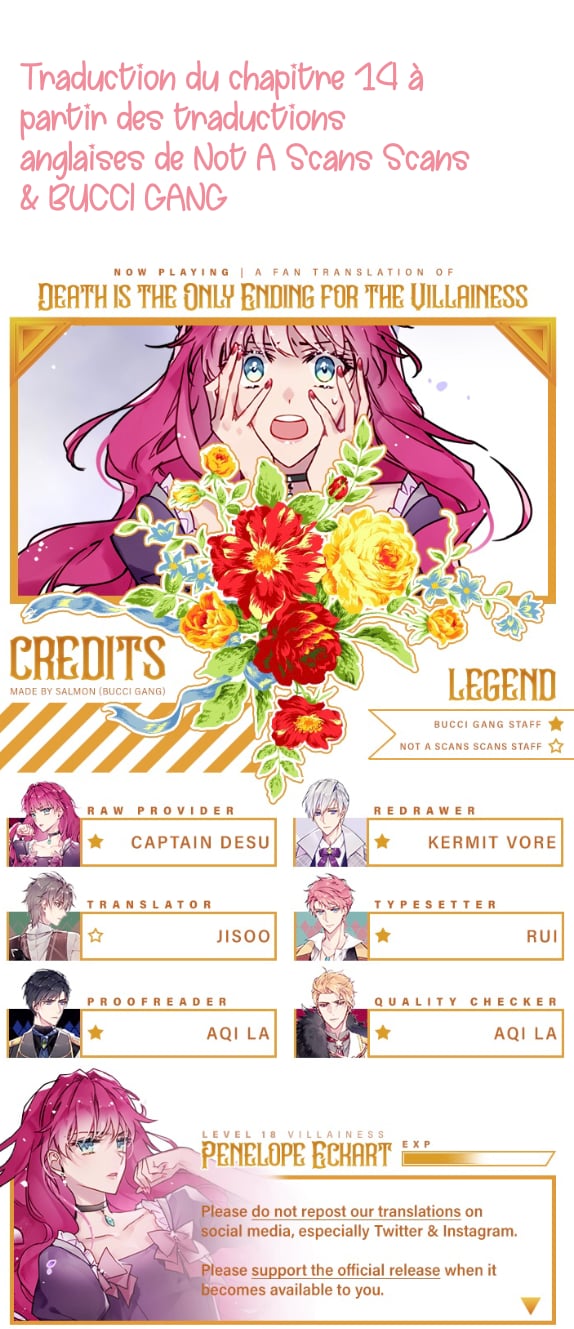 Traduction du chapitre 14 à
partir des traductions
anglaises de Not A Scans Scans
& BUCCI GANG
NOW PLAYING | A FAN TRANSLATION OF
DEATH IS THE ONLY ENDING FOR THE VILLAINESS
CREDITS
MADE BY SALMON (BUCCI GANG)
LEGEND
BUCCI GANG STAFF ★
NOT A SCANS SCANS STAFF ☆
RAW PROVIDER
★ CAPTAIN DESU
REDRAWER
★ KERMIT VORE
TRANSLATOR
☆ JISOO
TYPESETTER
★ RUI
PROOFREADER
★ AQI LA
QUALITY CHECKER
★ AQI LA
LEVEL 18 VILLAINESS
PENELOPE ECKART
EXP
Please do not repost our translations on
social media, especially Twitter & Instagram.
Please support the official release when it
becomes available to you.